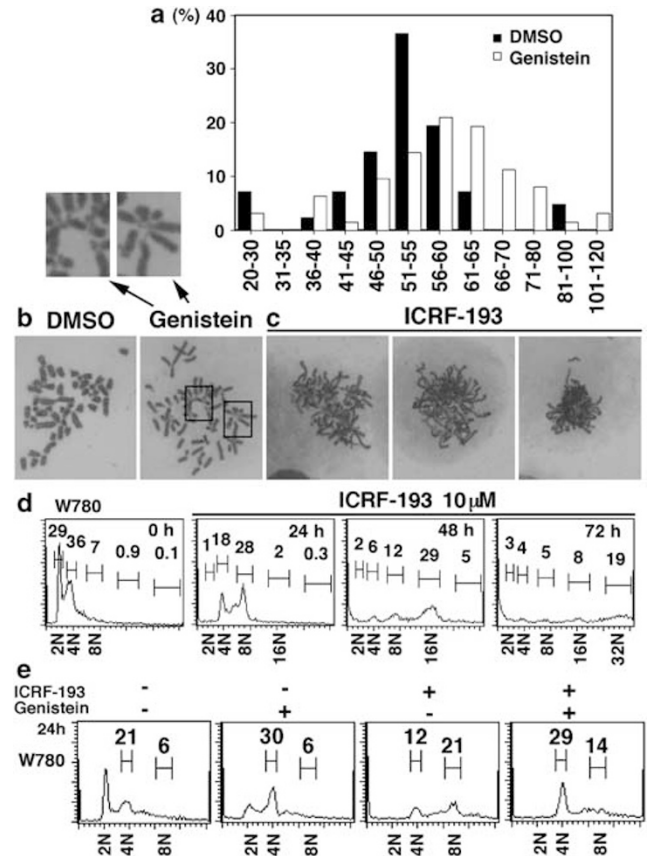 a (%)
40
30
20
10
0
DMSO
Genistein
20-30
31-35
36-40
41-45
46-50
51-55
56-60
61-65
66-70
71-80
81-100
101-120
b DMSO Genistein c ICRF-193
d W780 ICRF-193 10 μM
29 36 7 0.9 0.1 0 h
2N 4N 8N
1 18 28 2 0.3 24 h
2N 4N 8N 16N
2 6 12 29 5 48 h
2N 4N 8N 16N
3 4 5 8 19 72 h
2N 4N 8N 16N 32N
e
ICRF-193 - - + +
Genistein - + - +
24h
W780
21 6
2N 4N 8N
30 6
2N 4N 8N
12 21
2N 4N 8N
29 14
2N 4N 8N